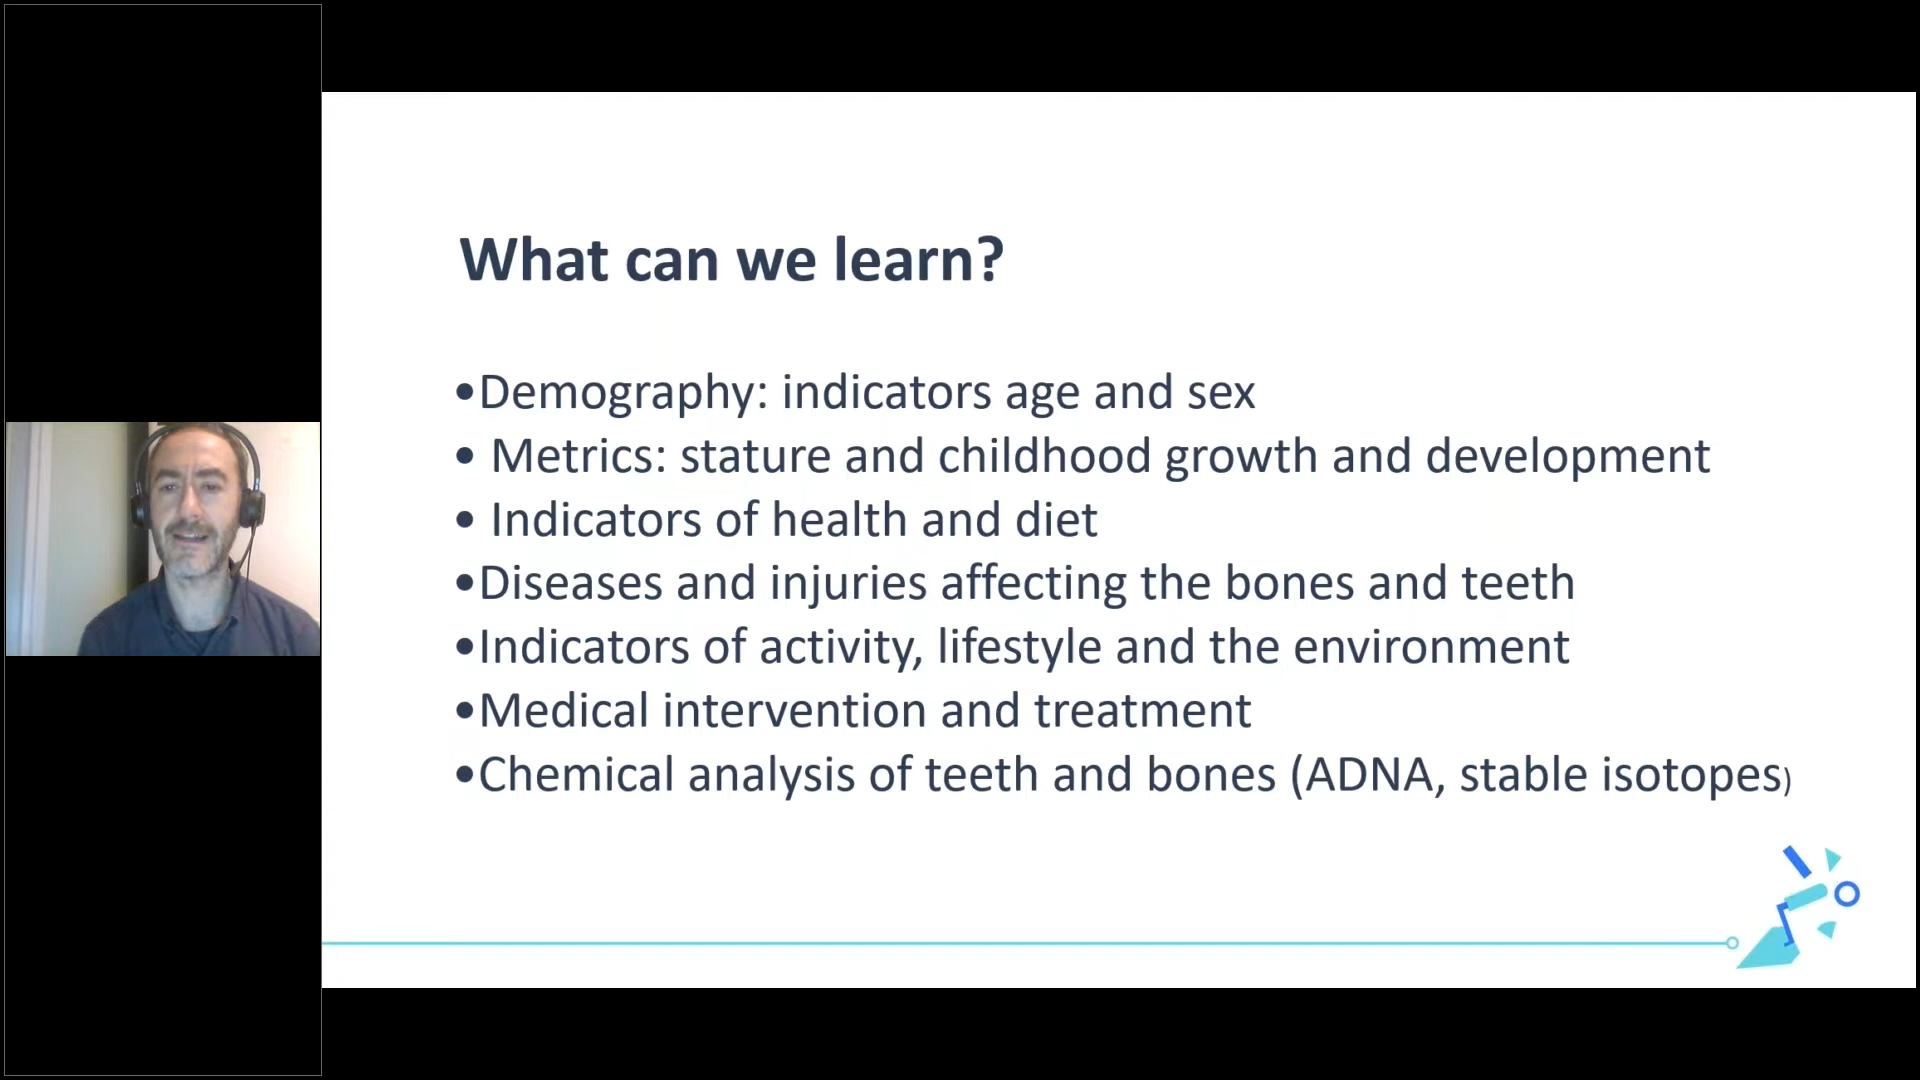 What can we learn?
•Demography: indicators age and sex
• Metrics: stature and childhood growth and development
• Indicators of health and diet
•Diseases and injuries affecting the bones and teeth
•Indicators of activity, lifestyle and the environment
•Medical intervention and treatment
•Chemical analysis of teeth and bones (ADNA, stable isotopes)